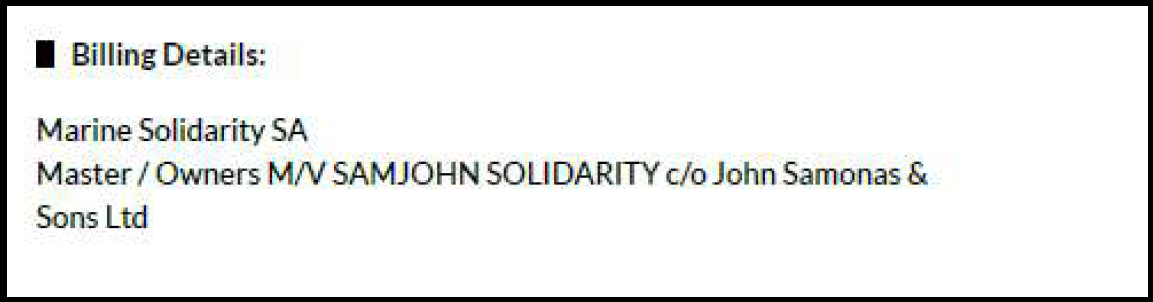 Billing Details:
Marine Solidarity SA
Master / Owners M/V SAMJOHN SOLIDARITY c/o John Samonas &
Sons Ltd